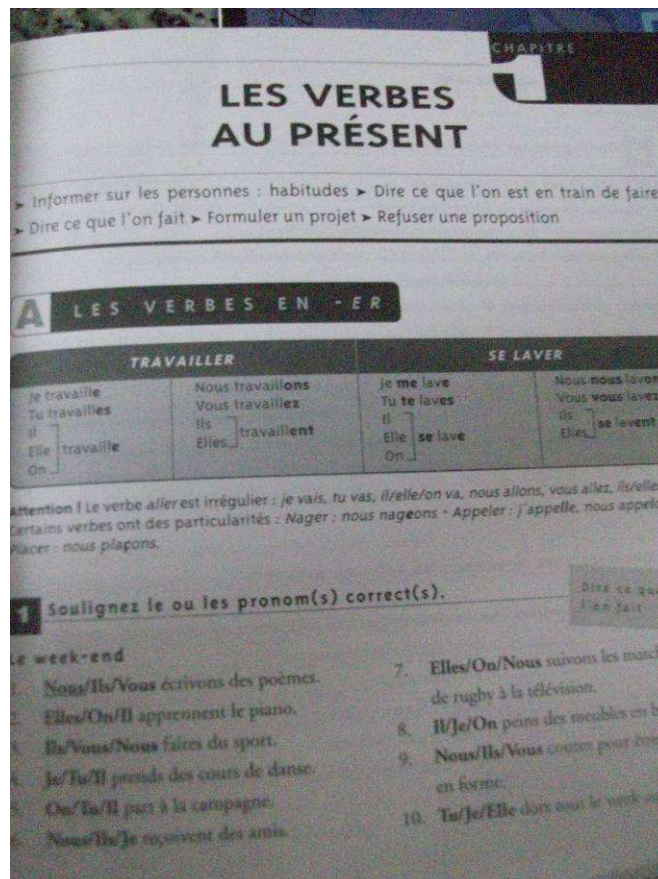 CHAPITRE
1
LES VERBES
AU PRÉSENT
➤ Informer sur les personnes : habitudes ➤ Dire ce que l'on est en train de faire
➤ Dire ce que l'on fait ➤ Formuler un projet ➤ Refuser une proposition
A LES VERBES EN -ER
TRAVAILLER
Je travaille
Tu travailles
Il
Elle travaille
On
Nous travaillons
Vous travaillez
Ils
Elles travaillent
SE LAVER
Je me lave
Tu te laves
Il
Elle se lave
On
Nous nous lavon
Vous vous lavez
Ils
Elles se lavent
Attention ! Le verbe aller est irrégulier : je vais, tu vas, il/elle/on va, nous allons, vous allez, ils/elles
Certains verbes ont des particularités : Nager : nous nageons - Appeler : j'appelle, nous appel
Placer : nous plaçons.
1 Soulignez le ou les pronom(s) correct(s).
Dire ce que
l'on fait
Le week-end
1. Nous/Ils/Vous écrivons des poèmes.
2. Elles/On/Il apprennent le piano.
3. Ils/Vous/Nous faites du sport.
4. Je/Tu/Il prends des cours de danse.
5. On/Tu/Il part à la campagne.
6. Nous/Ils/Je reçoivent des amis.
7. Elles/On/Nous suivons les match
de rugby à la télévision.
8. Il/Je/On peins des meubles en b
9. Nous/Ils/Vous courez pour
en forme.
10. Tu/Je/Elle dors tout le week-en